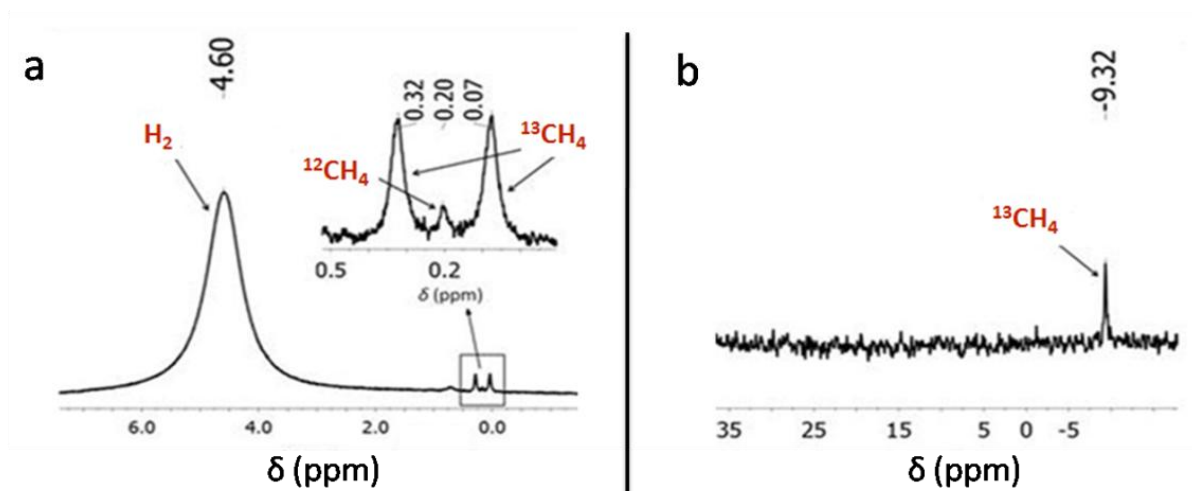 a
4.60
H₂
0.32 0.20 0.07
¹³CH₄
¹²CH₄
0.5 0.2
δ (ppm)
6.0 4.0 2.0 0.0
δ (ppm)
b
-9.32
¹³CH₄
35 25 15 5 0 -5
δ (ppm)